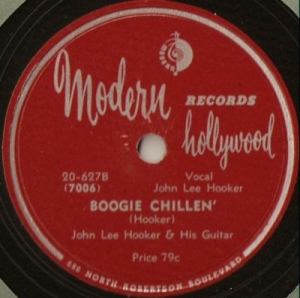 Modern
RECORDS
hollywood
20-627B
(7006)
Vocal
John Lee Hooker
BOOGIE CHILLEN'
(Hooker)
John Lee Hooker & His Guitar
Price 79c
686 NORTH ROBERTSON BOULEVARD